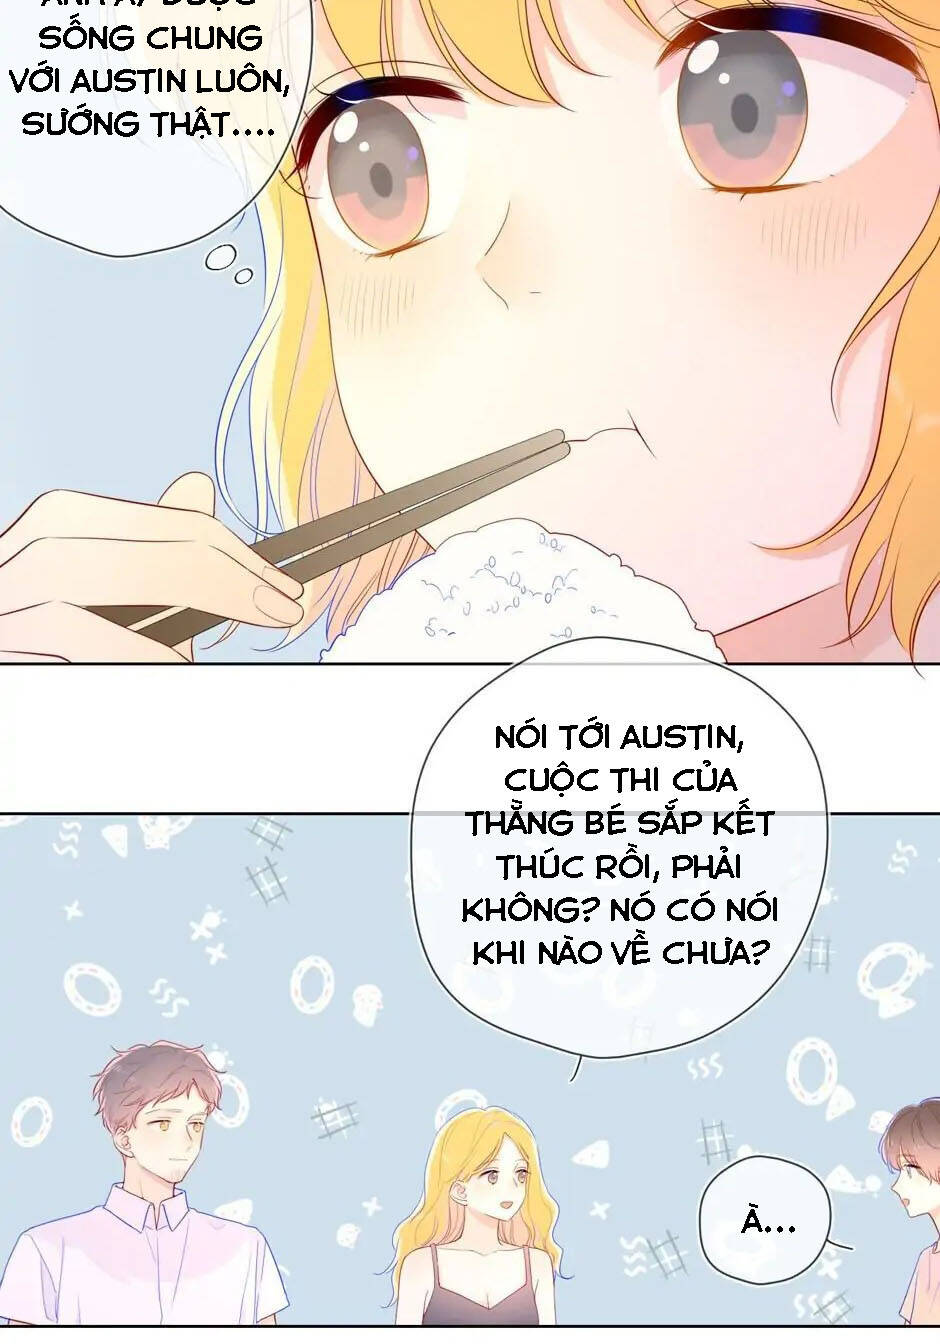 SỐNG CHUNG
VỚI AUSTIN LUÔN,
SƯỚNG THẬT....
NÓI TỚI AUSTIN,
CUỘC THI CỦA
THẰNG BÉ SẮP KẾT
THÚC RỒI, PHẢI
KHÔNG? NÓ CÓ NÓI
KHI NÀO VỀ CHƯA?
À...